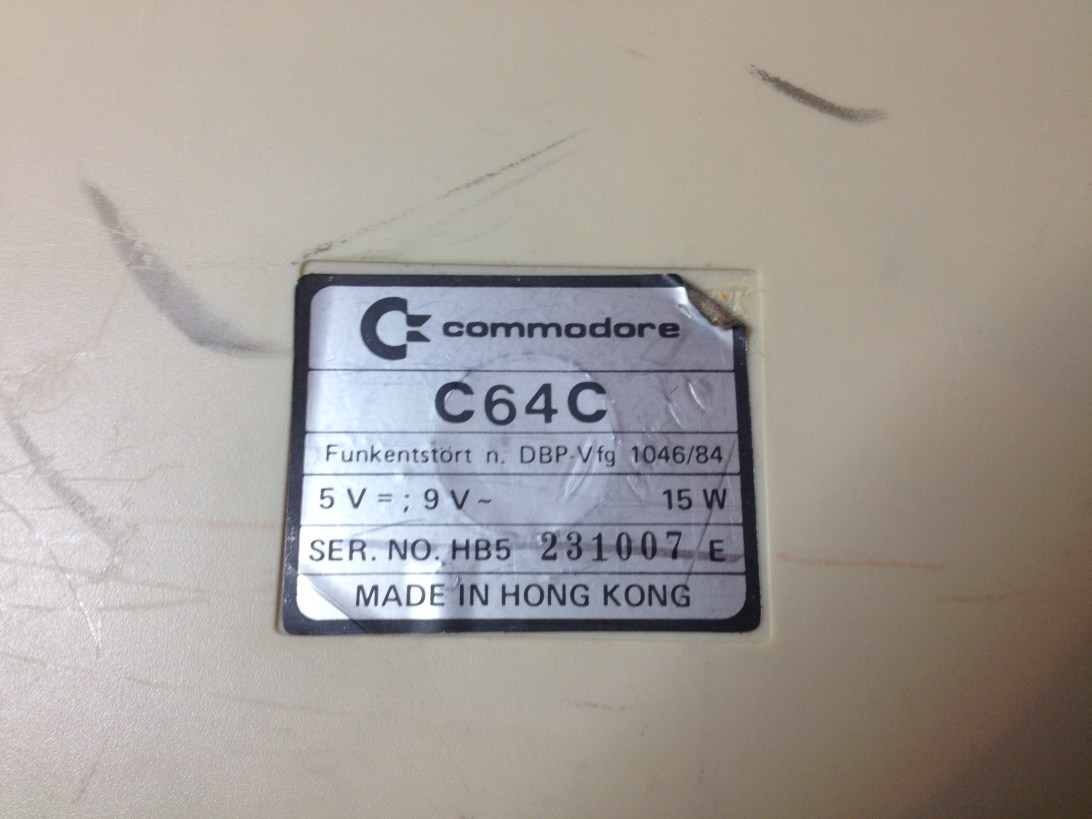 commodore
C64C
Funkentstört n. DBP-Vfg 1046/84
5 V = ; 9 V ~ 15 W
SER. NO. HB5 231007 E
MADE IN HONG KONG